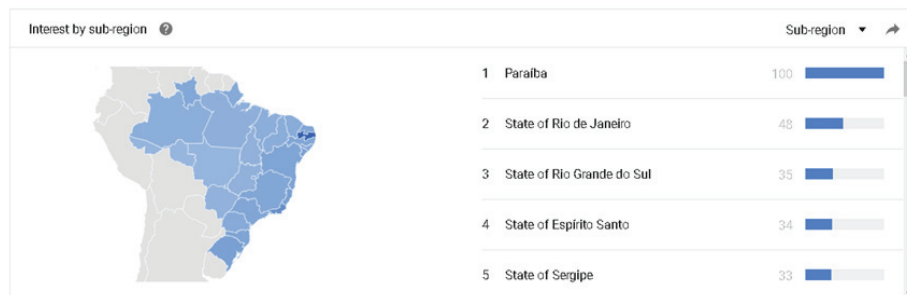 Interest by sub-region ?
Sub-region
1 Paraíba 100
2 State of Rio de Janeiro 48
3 State of Rio Grande do Sul 35
4 State of Espírito Santo 34
5 State of Sergipe 33